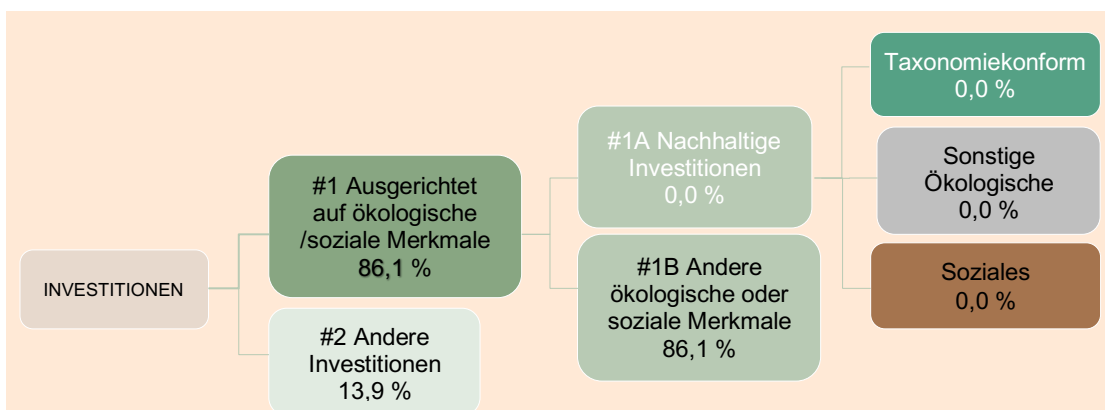 INVESTITIONEN
#1 Ausgerichtet
auf ökologische
/soziale Merkmale
86,1 %
#2 Andere
Investitionen
13,9 %
#1A Nachhaltige
Investitionen
0,0 %
#1B Andere
ökologische oder
soziale Merkmale
86,1 %
Taxonomiekonform
0,0 %
Sonstige
Ökologische
0,0 %
Soziales
0,0 %